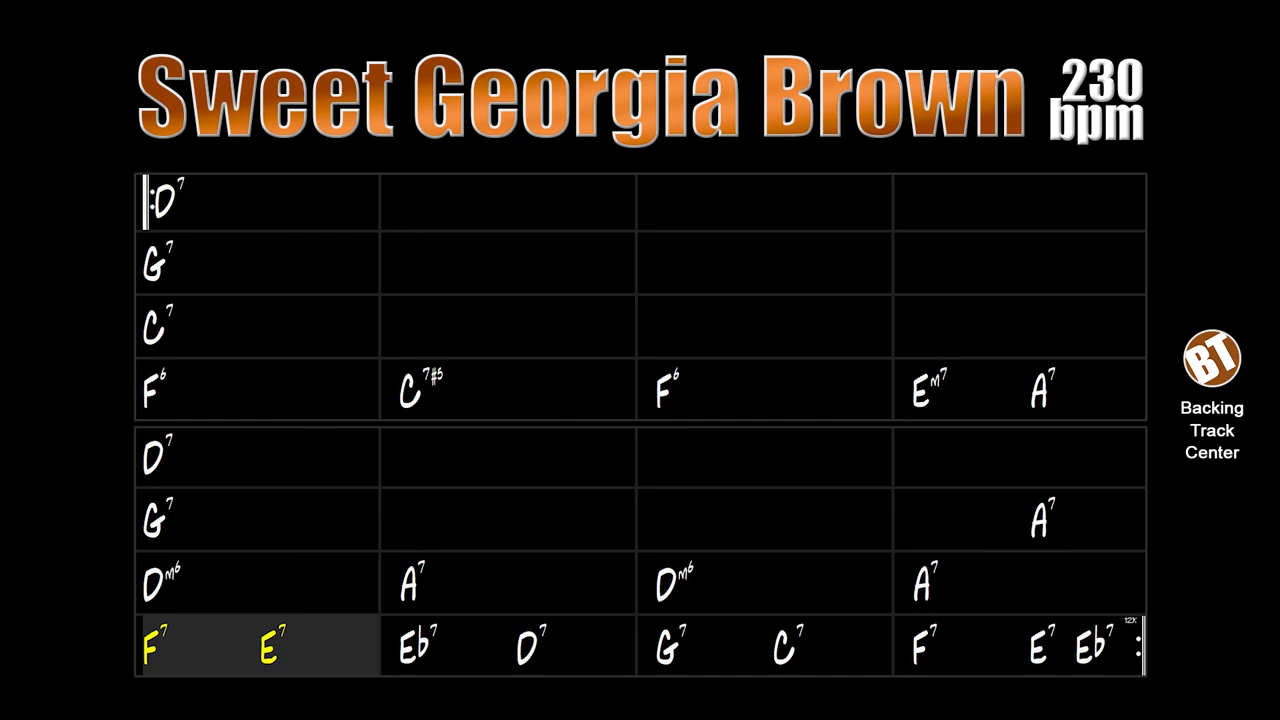 Sweet Georgia Brown 230 bpm
D7
G7
C7
F6 C7#5 F6 Em7 A7
D7
G7 A7
Dm6 A7 Dm6 A7
F7 E7 Eb7 D7 G7 C7 F7 E7 Eb7 12X
BT
Backing
Track
Center